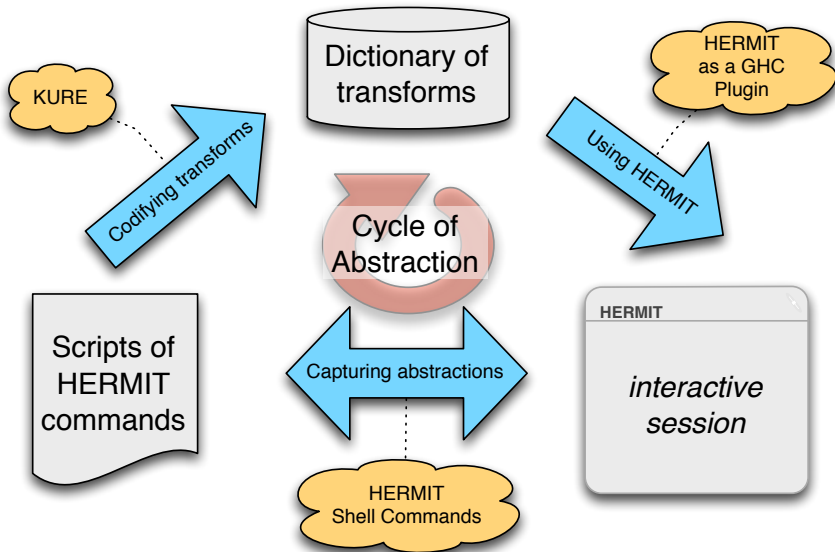 Dictionary of
transforms
HERMIT
as a GHC
Plugin
KURE
Codifying transforms
Using HERMIT
Cycle of
Abstraction
Scripts of
HERMIT
commands
Capturing abstractions
HERMIT
interactive
session
HERMIT
Shell Commands